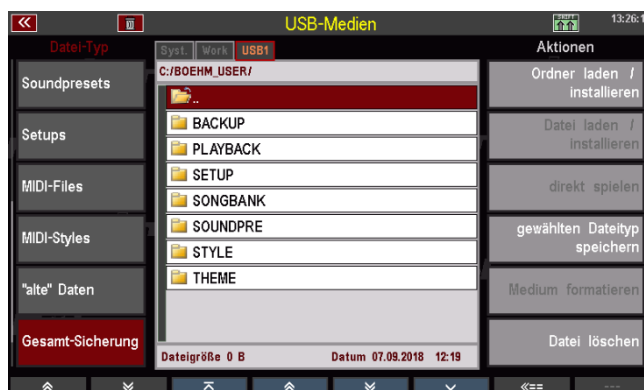 USB-Medien
SHIFT
13:26:1
Datei-Typ
Syst. Work USB1
Aktionen
C:/BOEHM_USER/
Soundpresets
Setups
MIDI-Files
MIDI-Styles
"alte" Daten
Gesamt-Sicherung
..
BACKUP
PLAYBACK
SETUP
SONGBANK
SOUNDPRE
STYLE
THEME
Dateigröße 0 B Datum 07.09.2018 12:19
Ordner laden /
installieren
Datei laden /
installieren
direkt spielen
gewählten Dateityp
speichern
Medium formatieren
Datei löschen
«==
---